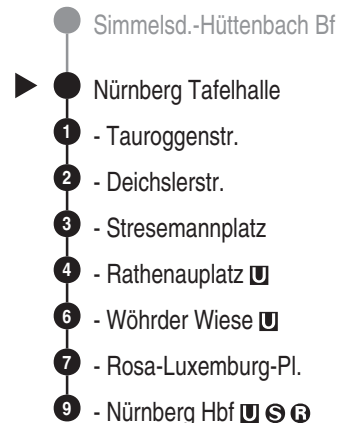 Simmelsd.-Hüttenbach Bf
Nürnberg Tafelhalle
1 - Tauroggenstr.
2 - Deichslerstr.
3 - Stresemannplatz
4 - Rathenauplatz U
6 - Wöhrder Wiese U
7 - Rosa-Luxemburg-Pl.
9 - Nürnberg Hbf U S R